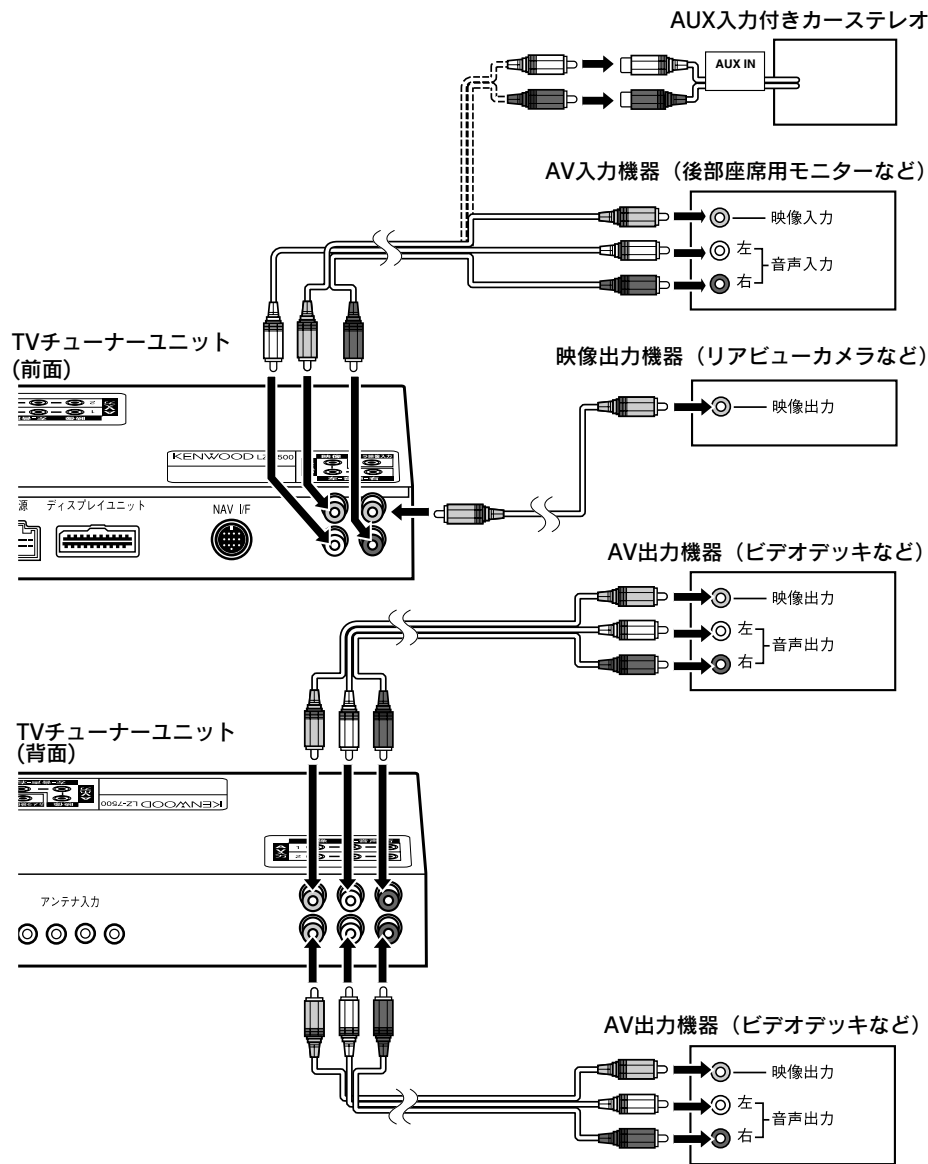 AUX入力付きカーステレオ
AUX IN
AV入力機器(後部座席用モニターなど)
映像入力
左
右
音声入力
TVチューナーユニット
(前面)
映像出力機器(リアビューカメラなど)
映像出力
KENWOOD
源
ディスプレイユニット
NAV I/F
AV出力機器(ビデオデッキなど)
映像出力
左
右
音声出力
TVチューナーユニット
(背面)
KENWOOD LZ-7500
アンテナ入力
AV出力機器(ビデオデッキなど)
映像出力
左
右
音声出力